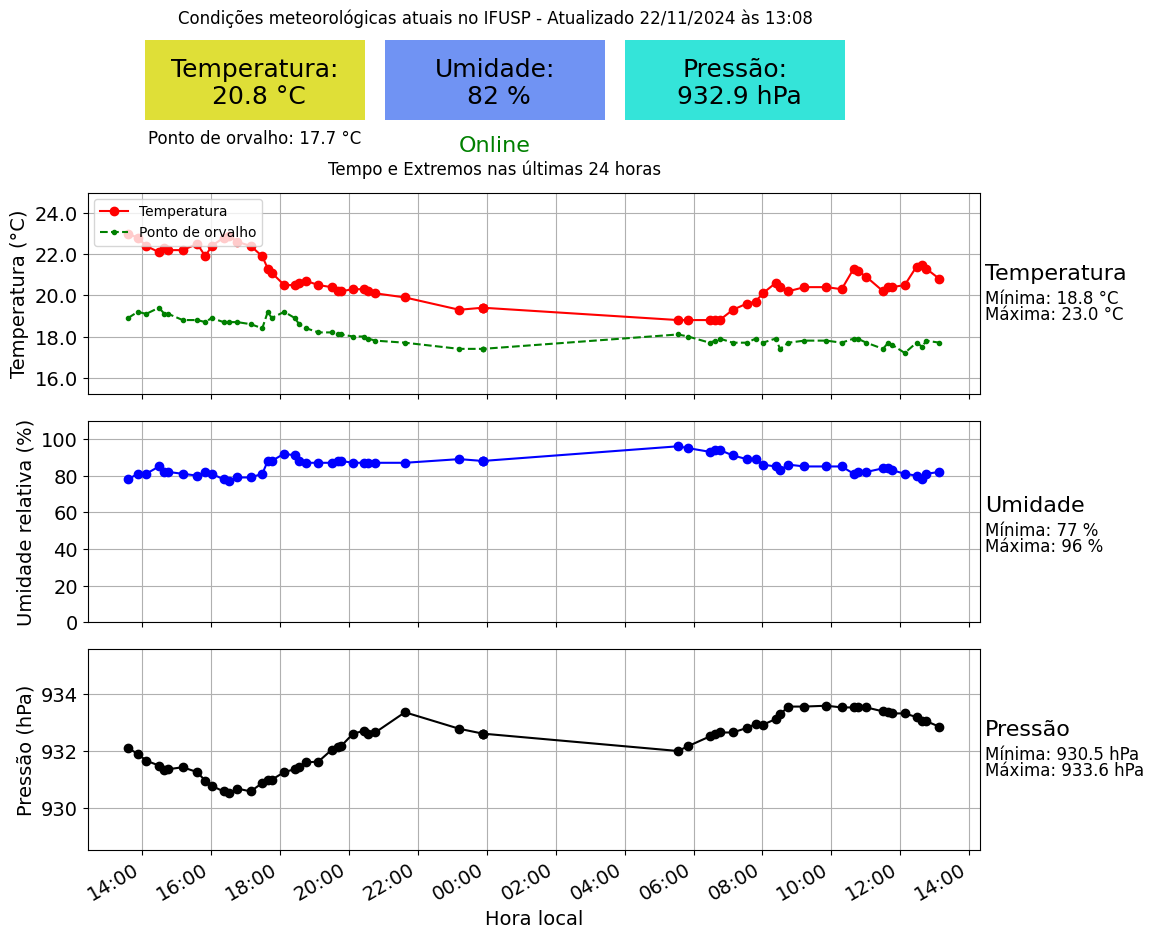 Condições meteorológicas atuais no IFUSP - Atualizado 22/11/2024 às 13:08
Temperatura:
20.8 °C
Umidade:
82 %
Pressão:
932.9 hPa
Ponto de orvalho: 17.7 °C
Online
Tempo e Extremos nas últimas 24 horas
Temperatura (°C)
24.0
22.0
20.0
18.0
16.0
Temperatura
Ponto de orvalho
Temperatura
Mínima: 18.8 °C
Máxima: 23.0 °C
Umidade relativa (%)
100
80
60
40
20
0
Umidade
Mínima: 77 %
Máxima: 96 %
Pressão (hPa)
934
932
930
Pressão
Mínima: 930.5 hPa
Máxima: 933.6 hPa
14:00 16:00 18:00 20:00 22:00 00:00 02:00 04:00 06:00 08:00 10:00 12:00 14:00
Hora local